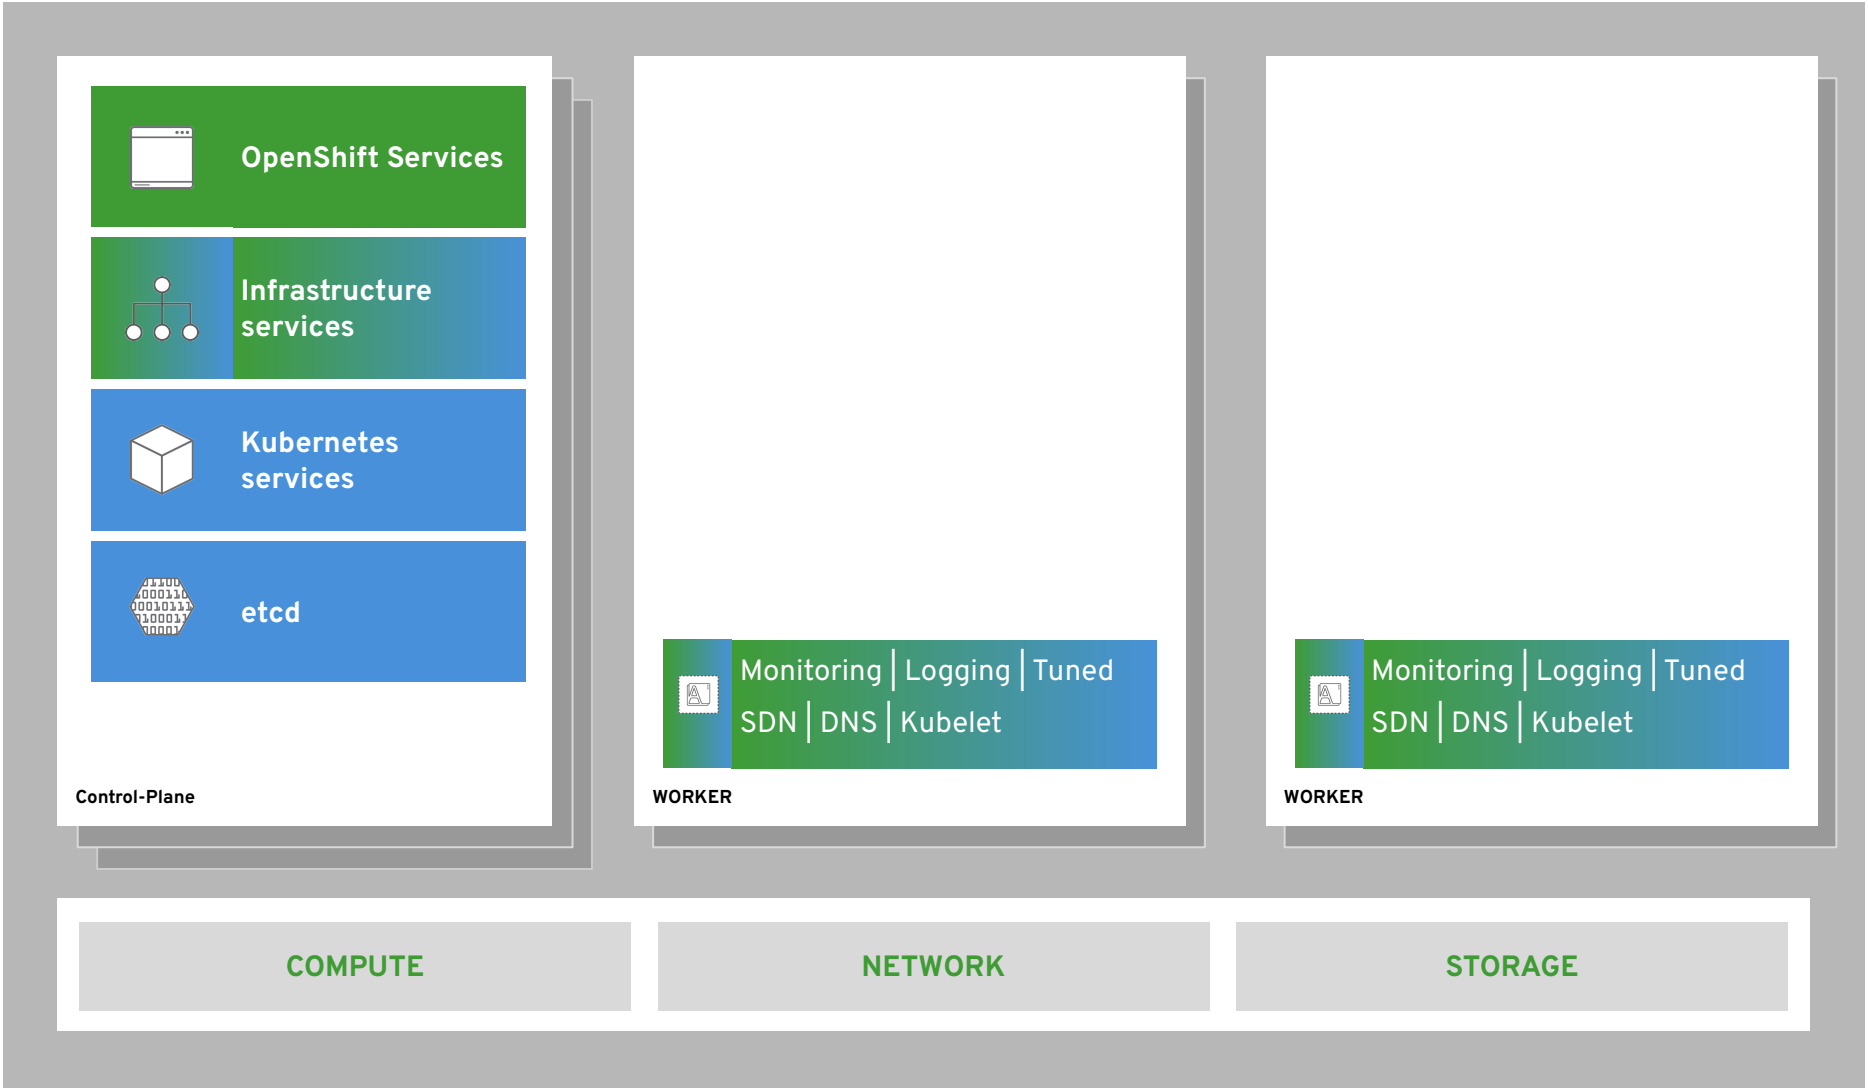 OpenShift Services
Infrastructure
services
Kubernetes
services
etcd
Control-Plane
Monitoring | Logging | Tuned
SDN | DNS | Kubelet
WORKER
Monitoring | Logging | Tuned
SDN | DNS | Kubelet
WORKER
COMPUTE
NETWORK
STORAGE